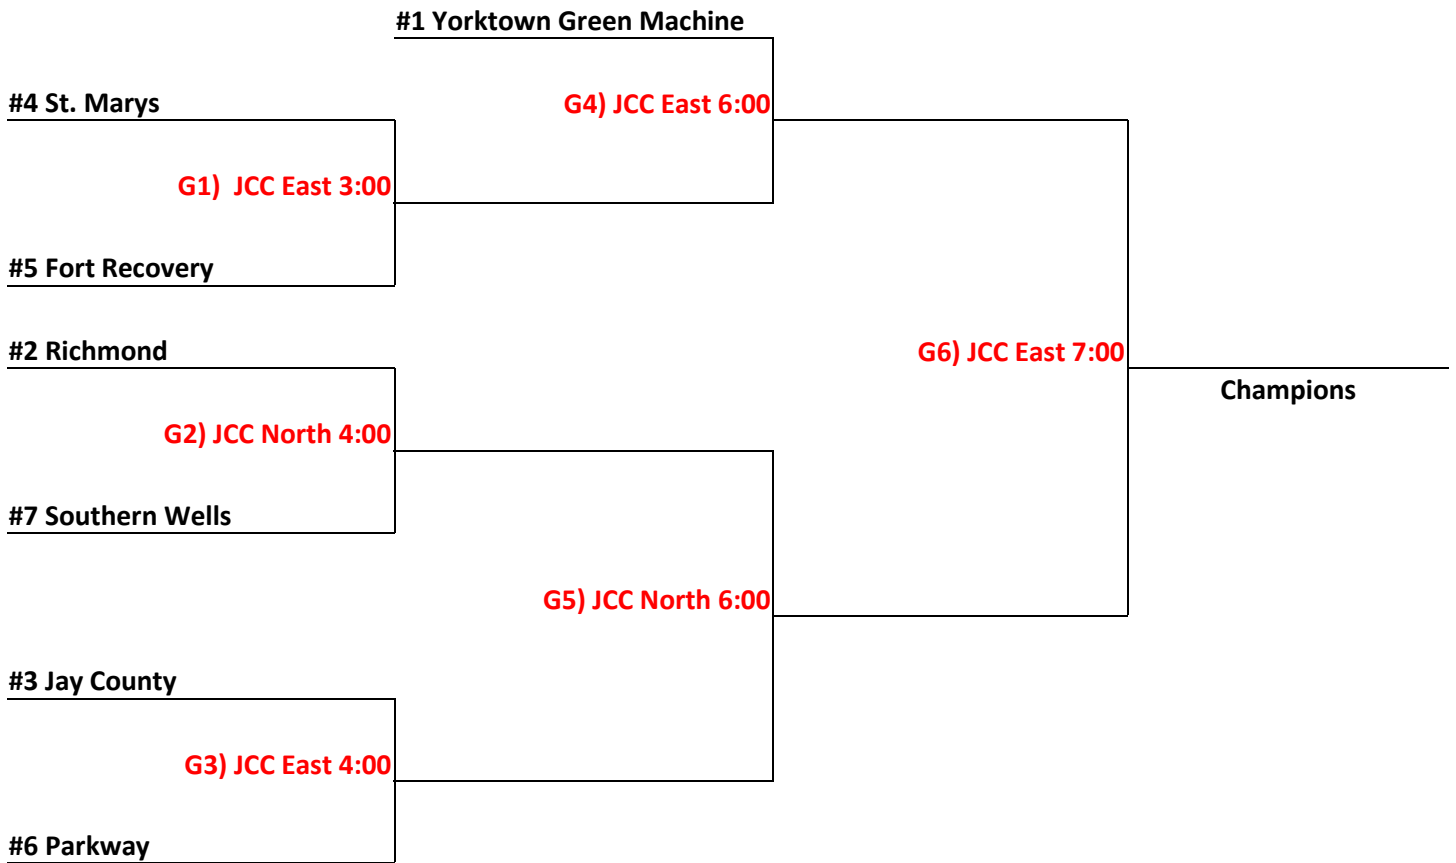 #1 Yorktown Green Machine
#4 St. Marys
G4) JCC East 6:00
G1)  JCC East 3:00
#5 Fort Recovery
#2 Richmond
G6) JCC East 7:00
Champions
G2) JCC North 4:00
#7 Southern Wells
G5) JCC North 6:00
#3 Jay County
G3) JCC East 4:00
#6 Parkway